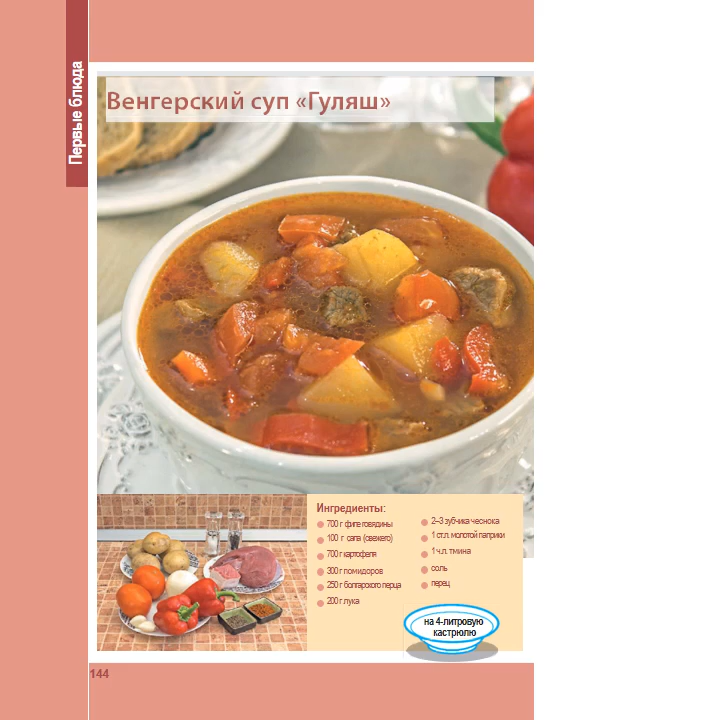 Первые блюда
Венгерский суп «Гуляш»
Ингредиенты:
700 г филе говядины
100 г сала (свежего)
700 г картофеля
300 г помидоров
250 г болгарского перца
200 г лука
2–3 зубчика чеснока
1 ст.л. молотой паприки
1 ч.л. тмина
соль
перец
на 4-литровую
кастрюлю
144